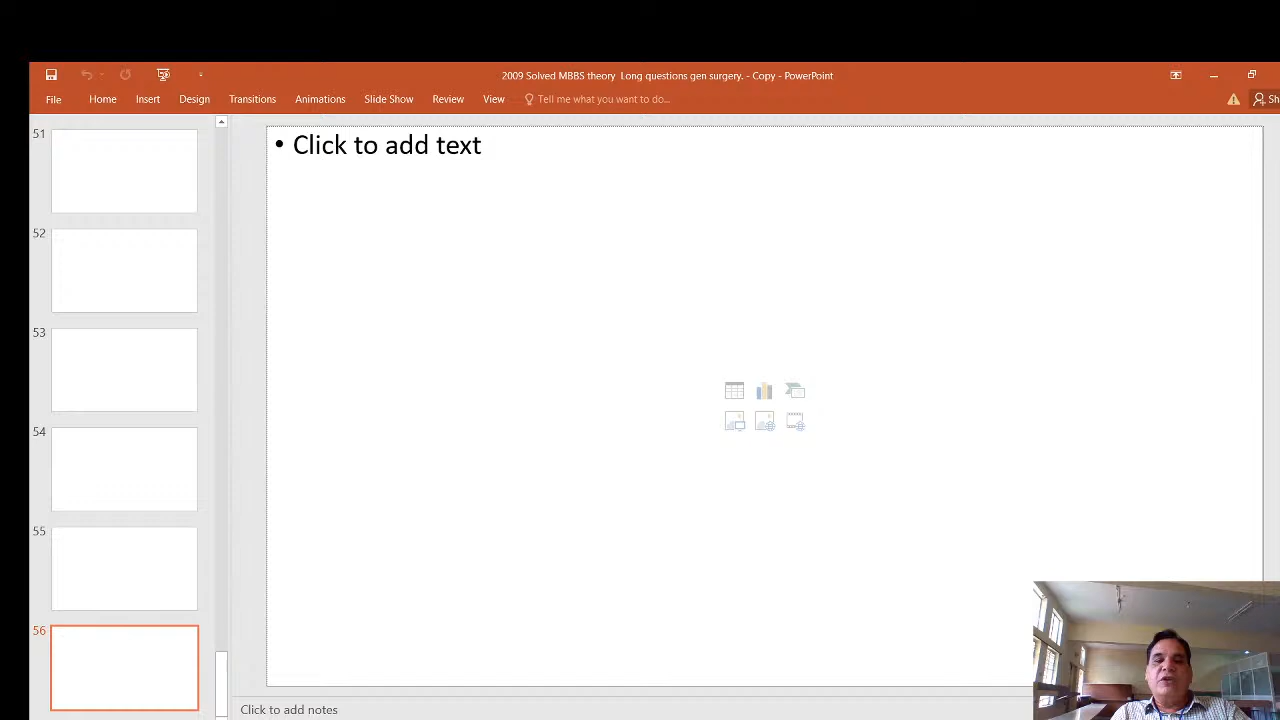 2009 Solved MBBS theory  Long questions gen surgery. - Copy - PowerPoint
File Home Insert Design Transitions Animations Slide Show Review View Tell me what you want to do... Sh
51
52
53
54
55
56
• Click to add text
Click to add notes